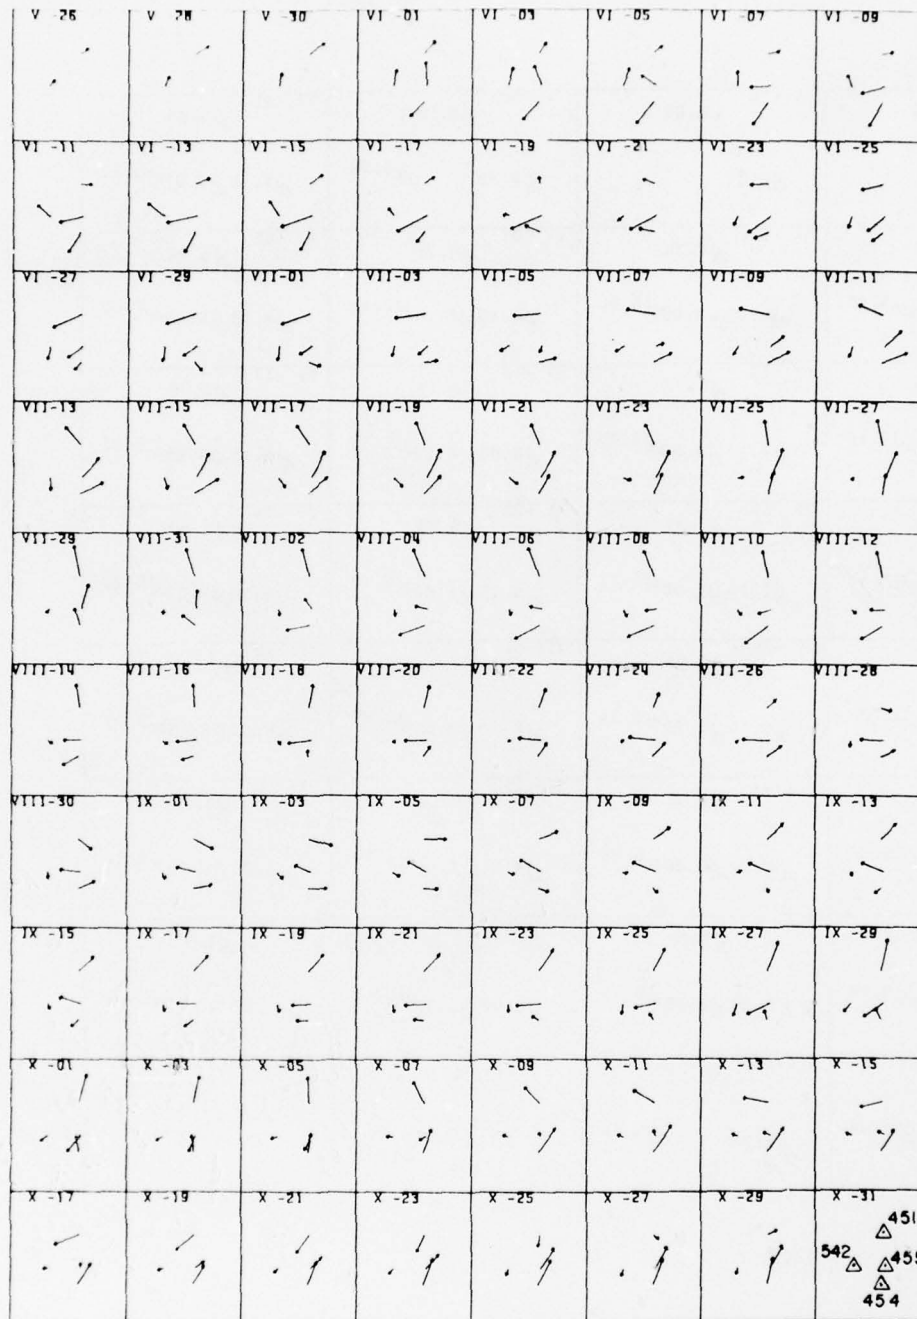 V -26 V 28 V -30 VI -01 VI -03 VI -05 VI -07 VI -09
VI -11 VI -13 VI -15 VI -17 VI -19 VI -21 VI -23 VI -25
VI -27 VI -29 VII-01 VII-03 VII-05 VII-07 VII-09 VII-11
VII-13 VII-15 VII-17 VII-19 VII-21 VII-23 VII-25 VII-27
VII-29 VII-31 VIII-02 VIII-04 VIII-06 VIII-08 VIII-10 VIII-12
VIII-14 VIII-16 VIII-18 VIII-20 VIII-22 VIII-24 VIII-26 VIII-28
VIII-30 IX -01 IX -03 IX -05 IX -07 IX -09 IX -11 IX -13
IX -15 IX -17 IX -19 IX -21 IX -23 IX -25 IX -27 IX -29
X -01 X -03 X -05 X -07 X -09 X -11 X -13 X -15
X -17 X -19 X -21 X -23 X -25 X -27 X -29 X -31
451
542 455
454